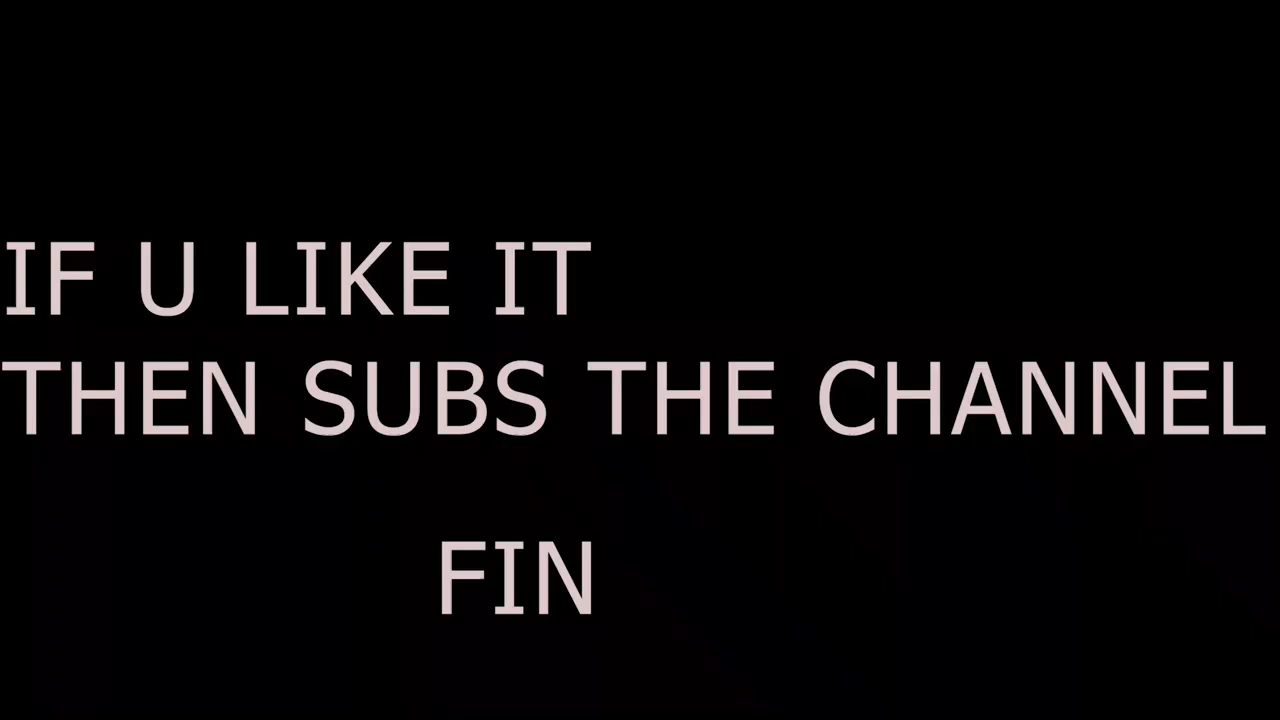 IF U LIKE IT
THEN SUBS THE CHANNEL
FIN